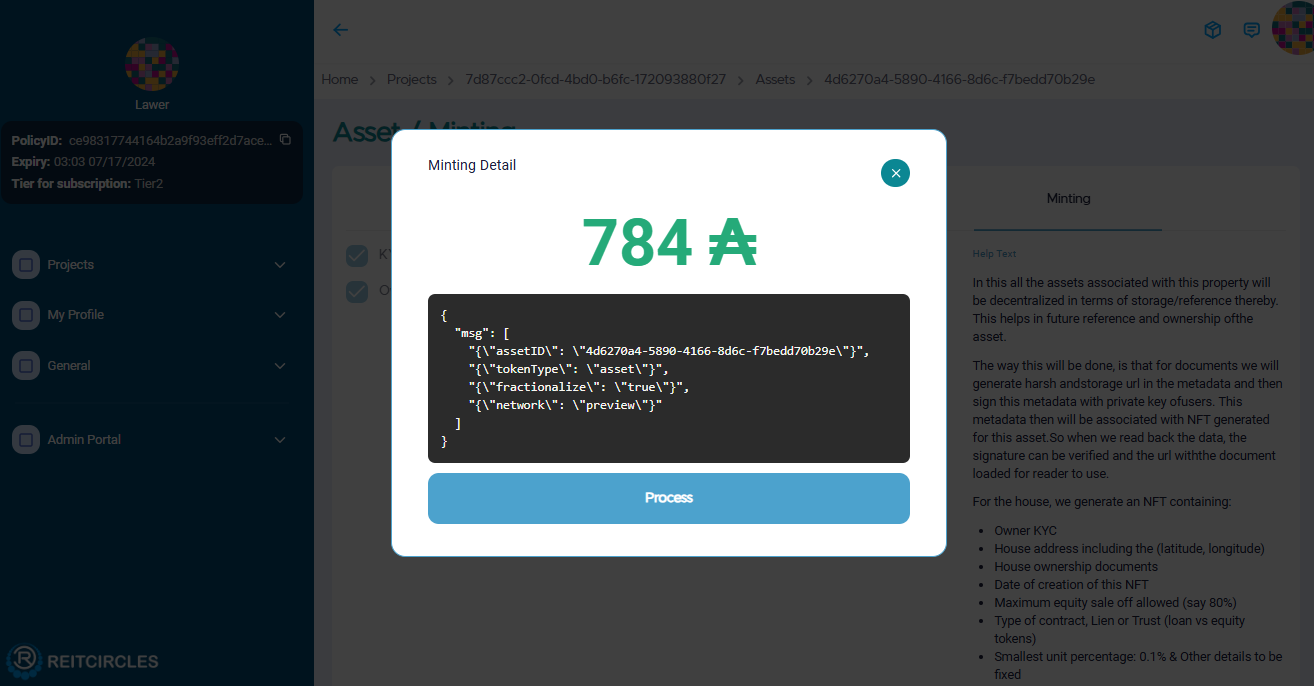 Lawer
PolicyID: ce98317744164b2a9f93eff2d7ace...
Expiry: 03:03 07/17/2024
Tier for subscription: Tier2
Projects
My Profile
General
Admin Portal
REITCIRCLES
Home > Projects > 7d87ccc2-0fcd-4bd0-b6fc-172093880f27 > Assets > 4d6270a4-5890-4166-8d6c-f7bedd70b29e
Asset / Minting
Minting Detail
784 ₳
{
"msg": [
"{\"assetID\": \"4d6270a4-5890-4166-8d6c-f7bedd70b29e\"}",
"{\"tokenType\": \"asset\"}",
"{\"fractionalize\": \"true\"}",
"{\"network\": \"preview\"}"
]
}
Process
Minting
Help Text
In this all the assets associated with this property will
be decentralized in terms of storage/reference thereby.
This helps in future reference and ownership ofthe
asset.
The way this will be done, is that for documents we will
generate harsh andstorage url in the metadata and then
sign this metadata with private key ofusers. This
metadata then will be associated with NFT generated
for this asset.So when we read back the data, the
signature can be verified and the url withthe document
loaded for reader to use.
For the house, we generate an NFT containing:
• Owner KYC
• House address including the (latitude, longitude)
• House ownership documents
• Date of creation of this NFT
• Maximum equity sale off allowed (say 80%)
• Type of contract, Lien or Trust (loan vs equity
tokens)
• Smallest unit percentage: 0.1% & Other details to be
fixed